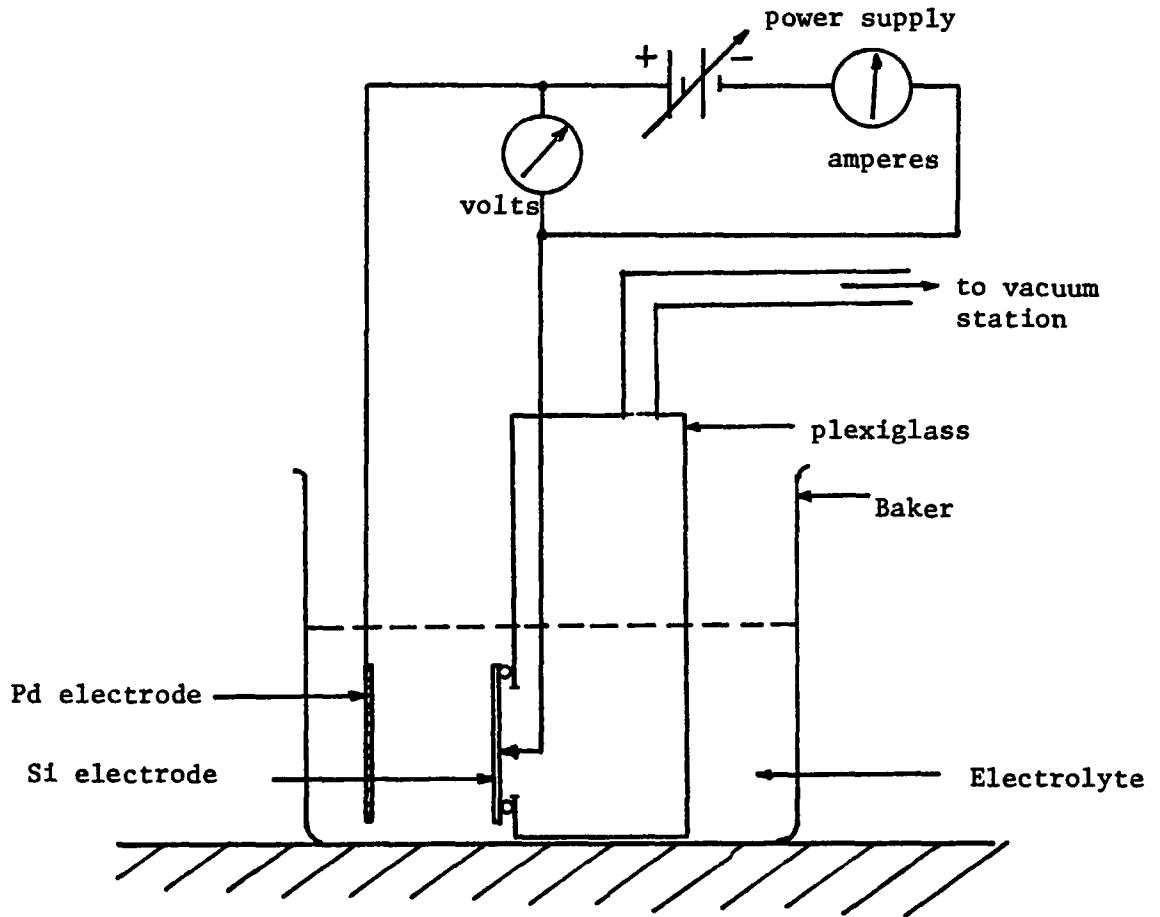 power supply
+ −
amperes
volts
to vacuum
station
plexiglass
Baker
Pd electrode
Si electrode
Electrolyte